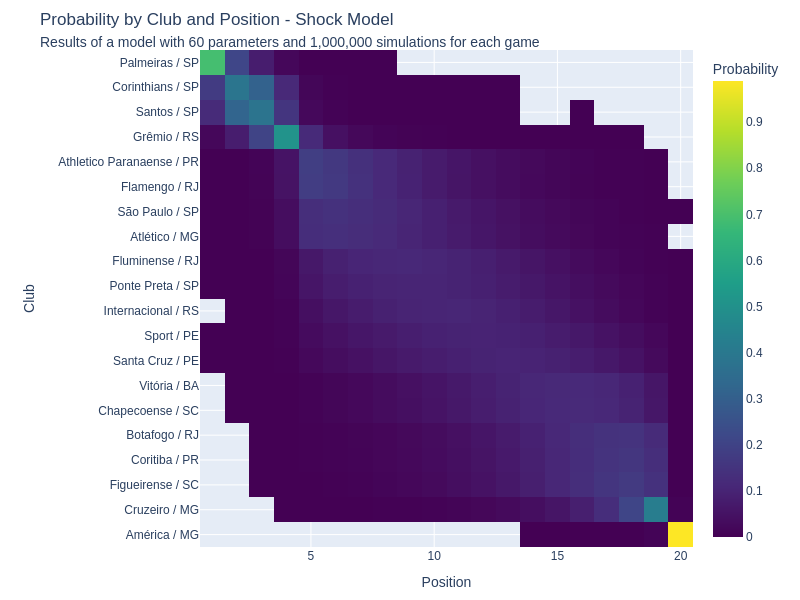 Probability by Club and Position - Shock Model
Results of a model with 60 parameters and 1,000,000 simulations for each game
Probability
Palmeiras / SP
Corinthians / SP
Santos / SP
Grêmio / RS
Athletico Paranaense / PR
Flamengo / RJ
São Paulo / SP
Atlético / MG
Fluminense / RJ
Ponte Preta / SP
Internacional / RS
Sport / PE
Santa Cruz / PE
Vitória / BA
Chapecoense / SC
Botafogo / RJ
Coritiba / PR
Figueirense / SC
Cruzeiro / MG
América / MG
Club
5
10
15
20
Position
0.9
0.8
0.7
0.6
0.5
0.4
0.3
0.2
0.1
0